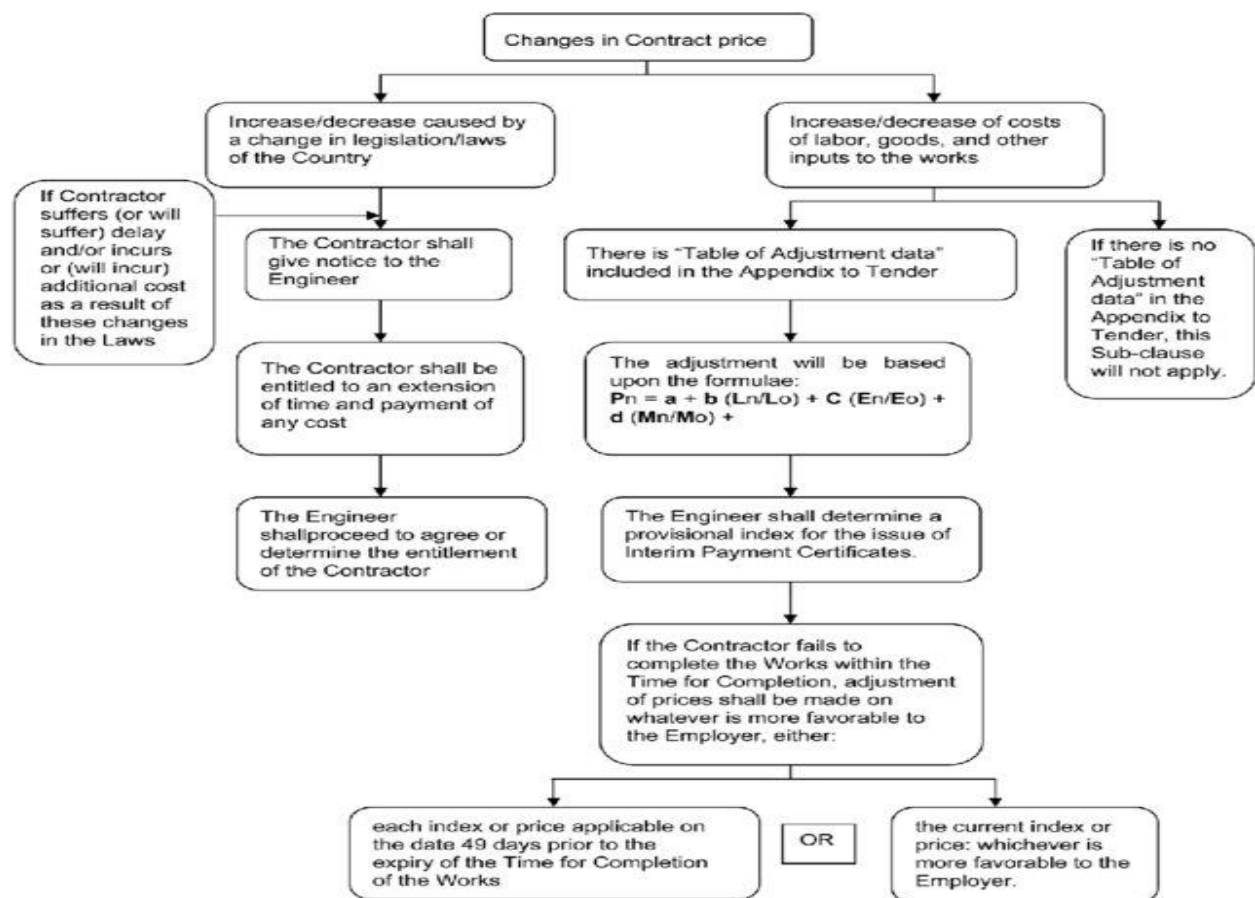 Changes in Contract price
Increase/decrease caused by
a change in legislation/laws
of the Country
Increase/decrease of costs
of labor, goods, and other
inputs to the works
If Contractor
suffers (or will
suffer) delay
and/or incurs
or (will incur)
additional cost
as a result of
these changes
in the Laws
The Contractor shall
give notice to the
Engineer
There is “Table of Adjustment data”
included in the Appendix to Tender
If there is no
“Table of
Adjustment
data” in the
Appendix to
Tender, this
Sub-clause
will not apply.
The Contractor shall be
entitled to an extension
of time and payment of
any cost
The adjustment will be based
upon the formulae:
Pn = a + b (Ln/Lo) + C (En/Eo) +
d (Mn/Mo) +
The Engineer
shallproceed to agree or
determine the entitlement
of the Contractor
The Engineer shall determine a
provisional index for the issue of
Interim Payment Certificates.
If the Contractor fails to
complete the Works within the
Time for Completion, adjustment
of prices shall be made on
whatever is more favorable to
the Employer, either:
each index or price applicable on
the date 49 days prior to the
expiry of the Time for Completion
of the Works
OR
the current index or
price: whichever is
more favorable to the
Employer.